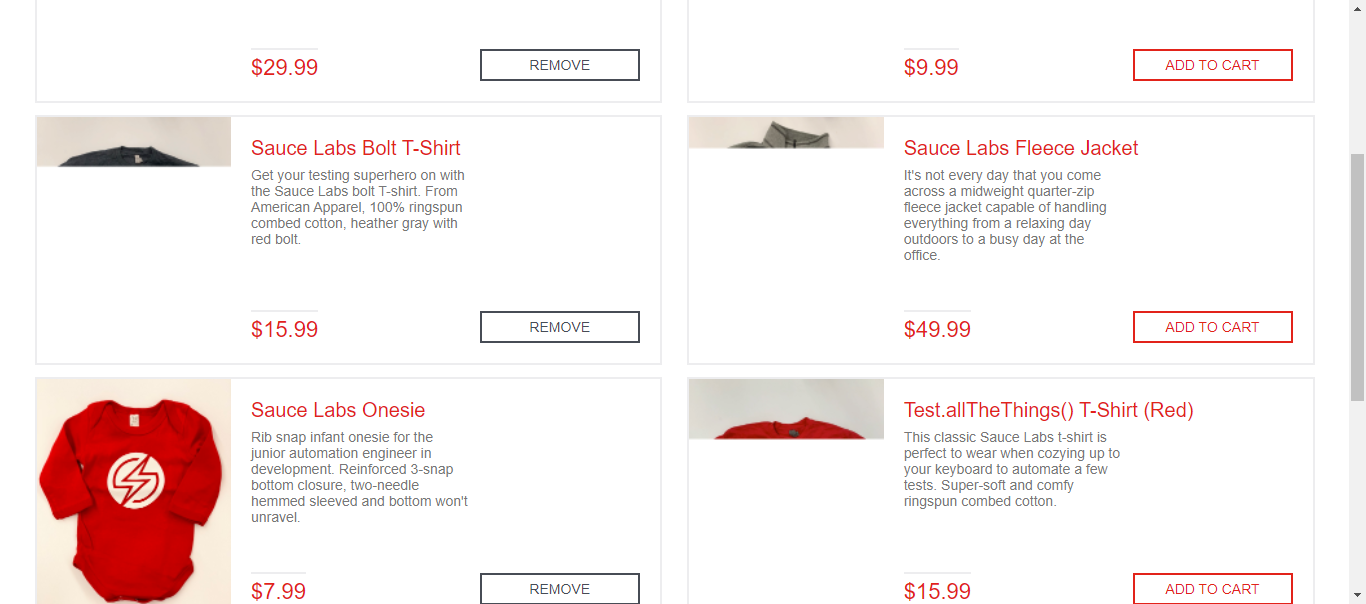 $29.99
REMOVE
$9.99
ADD TO CART
Sauce Labs Bolt T-Shirt
Get your testing superhero on with
the Sauce Labs bolt T-shirt. From
American Apparel, 100% ringspun
combed cotton, heather gray with
red bolt.
$15.99
REMOVE
Sauce Labs Fleece Jacket
It's not every day that you come
across a midweight quarter-zip
fleece jacket capable of handling
everything from a relaxing day
outdoors to a busy day at the
office.
$49.99
ADD TO CART
Sauce Labs Onesie
Rib snap infant onesie for the
junior automation engineer in
development. Reinforced 3-snap
bottom closure, two-needle
hemmed sleeved and bottom won't
unravel.
$7.99
REMOVE
Test.allTheThings() T-Shirt (Red)
This classic Sauce Labs t-shirt is
perfect to wear when cozying up to
your keyboard to automate a few
tests. Super-soft and comfy
ringspun combed cotton.
$15.99
ADD TO CART